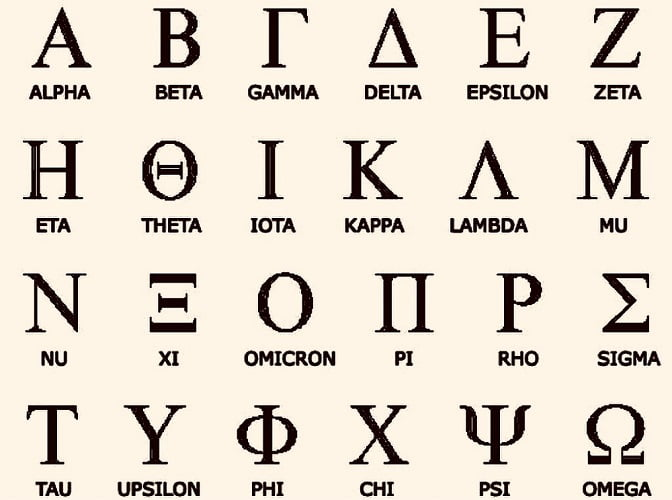 Α Β Γ Δ Ε Ζ
ALPHA BETA GAMMA DELTA EPSILON ZETA
Η Θ Ι Κ Λ Μ
ETA THETA IOTA KAPPA LAMBDA MU
Ν Ξ Ο Π Ρ Σ
NU XI OMICRON PI RHO SIGMA
Τ Υ Φ Χ Ψ Ω
TAU UPSILON PHI CHI PSI OMEGA